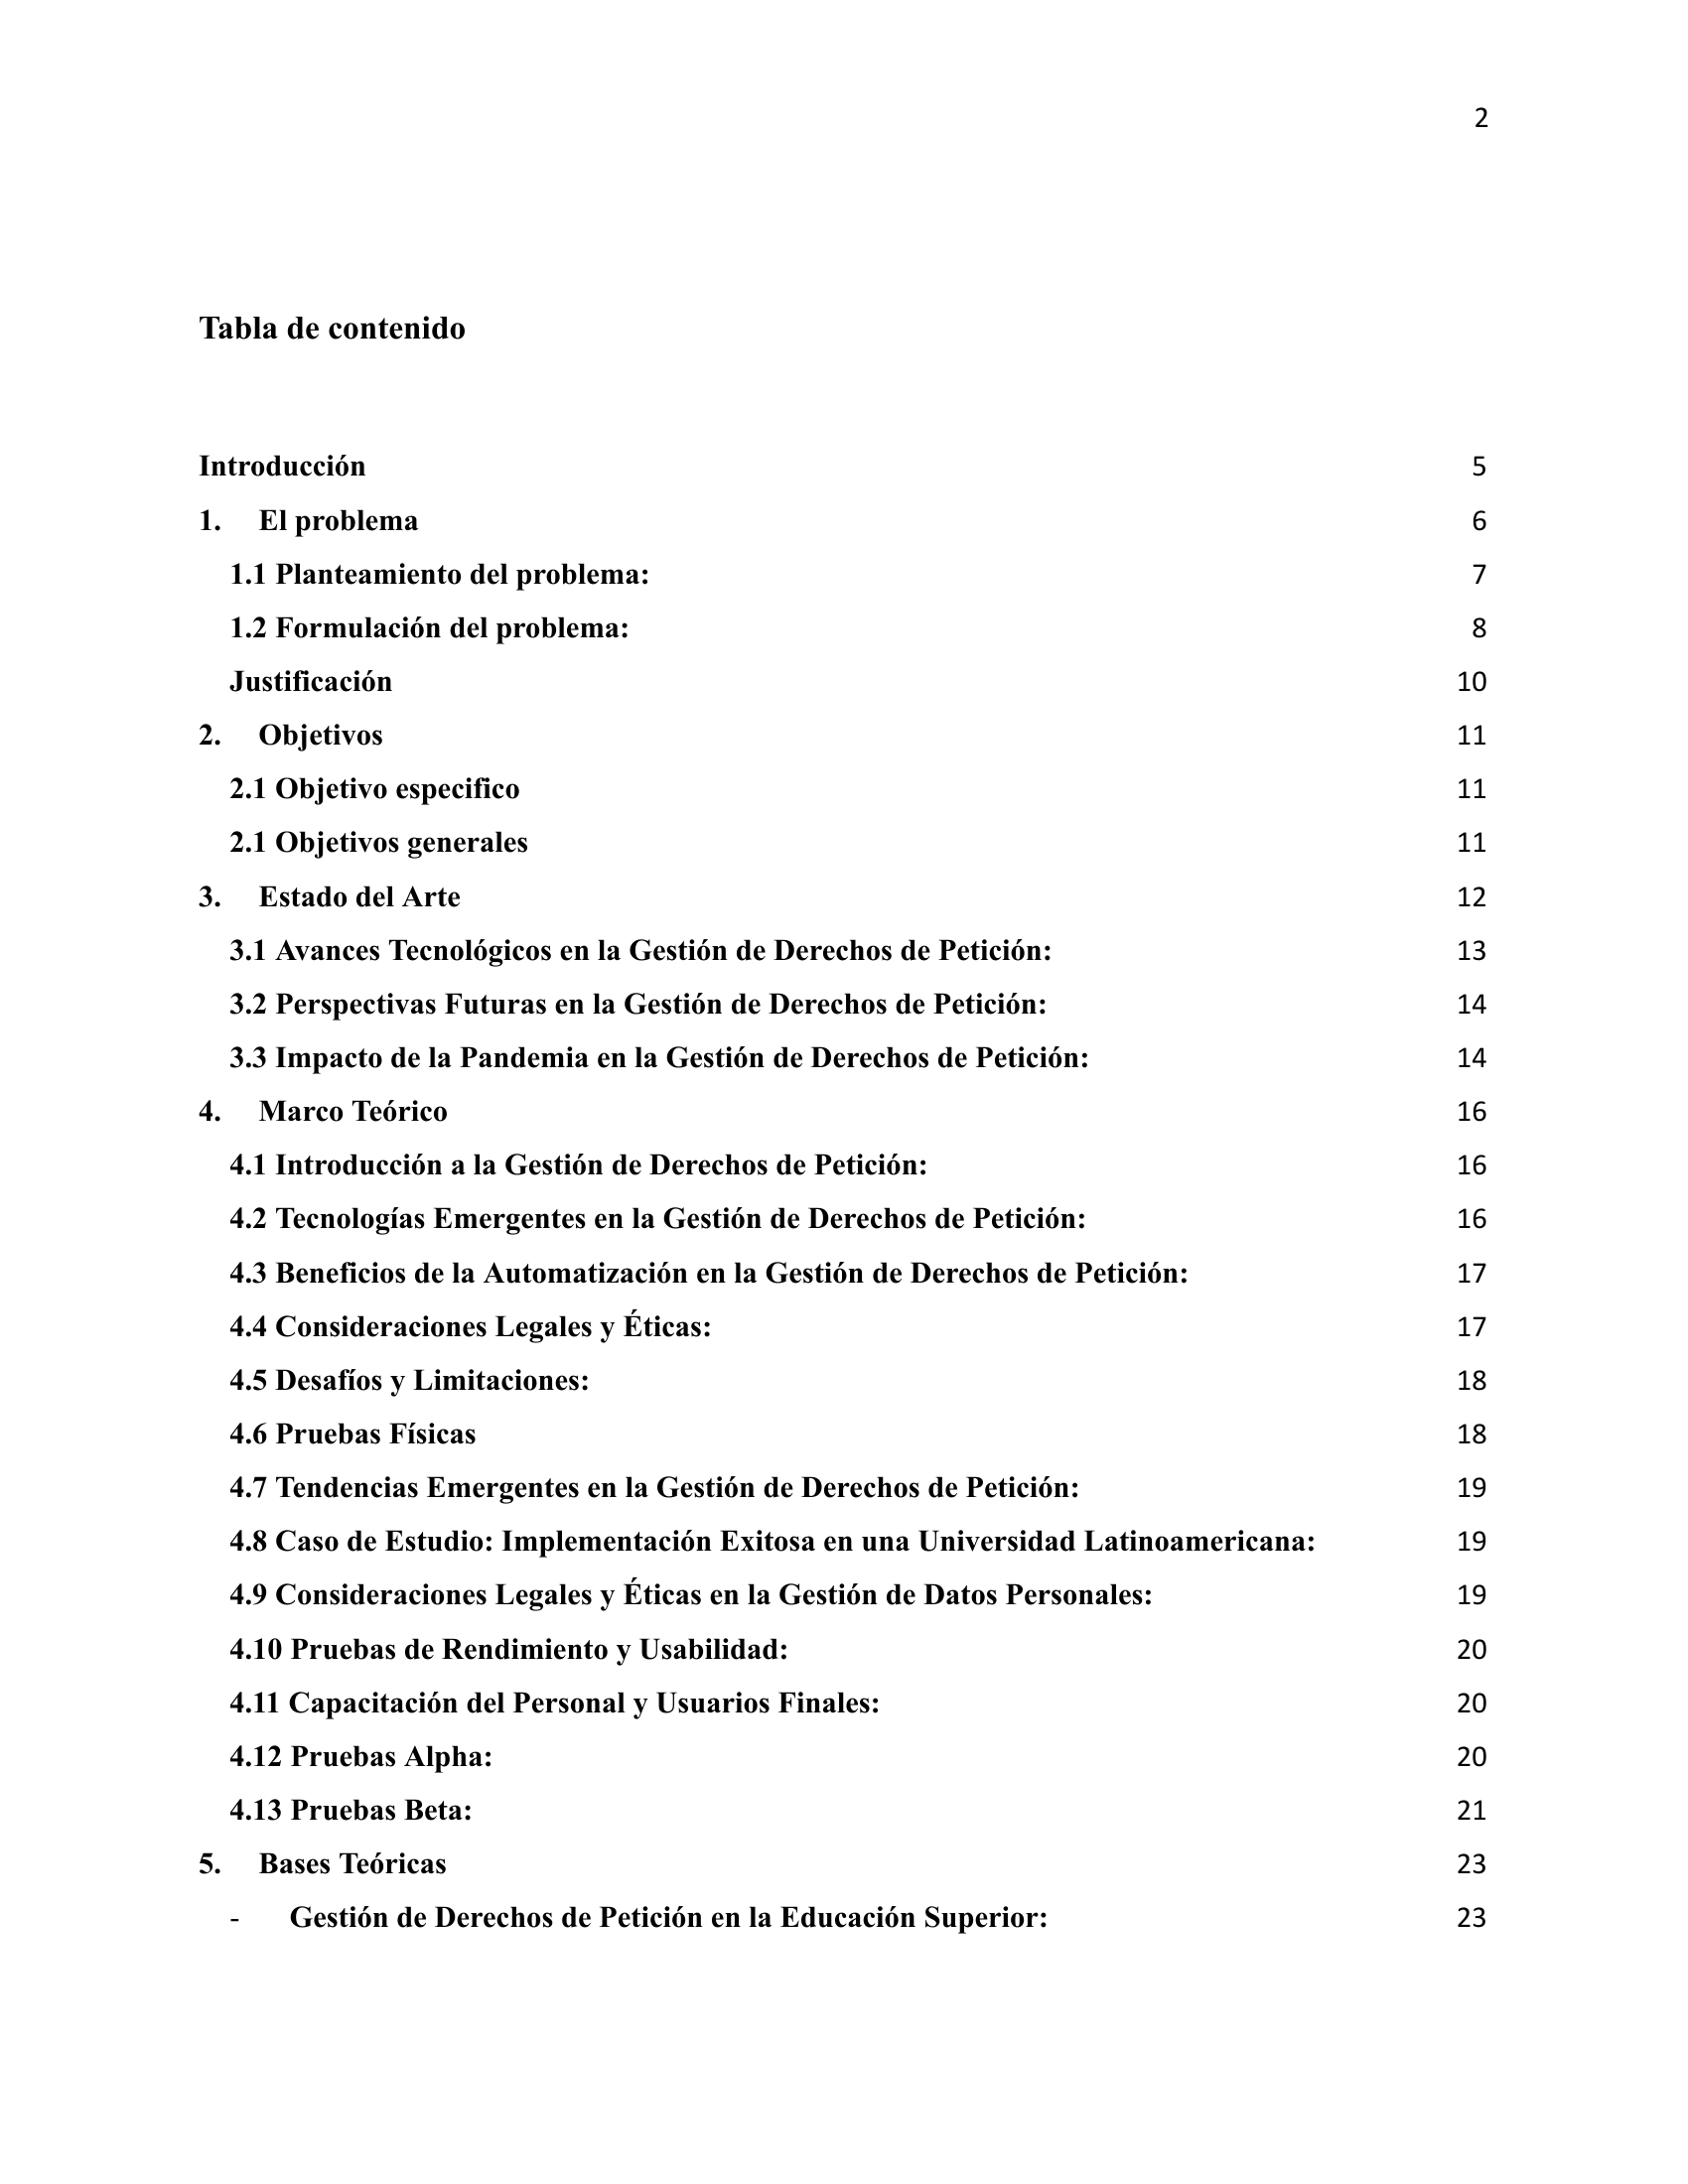 2
Tabla de contenido
Introducción 5
1. El problema 6
1.1 Planteamiento del problema: 7
1.2 Formulación del problema: 8
Justificación 10
2. Objetivos 11
2.1 Objetivo especifico 11
2.1 Objetivos generales 11
3. Estado del Arte 12
3.1 Avances Tecnológicos en la Gestión de Derechos de Petición: 13
3.2 Perspectivas Futuras en la Gestión de Derechos de Petición: 14
3.3 Impacto de la Pandemia en la Gestión de Derechos de Petición: 14
4. Marco Teórico 16
4.1 Introducción a la Gestión de Derechos de Petición: 16
4.2 Tecnologías Emergentes en la Gestión de Derechos de Petición: 16
4.3 Beneficios de la Automatización en la Gestión de Derechos de Petición: 17
4.4 Consideraciones Legales y Éticas: 17
4.5 Desafíos y Limitaciones: 18
4.6 Pruebas Físicas 18
4.7 Tendencias Emergentes en la Gestión de Derechos de Petición: 19
4.8 Caso de Estudio: Implementación Exitosa en una Universidad Latinoamericana: 19
4.9 Consideraciones Legales y Éticas en la Gestión de Datos Personales: 19
4.10 Pruebas de Rendimiento y Usabilidad: 20
4.11 Capacitación del Personal y Usuarios Finales: 20
4.12 Pruebas Alpha: 20
4.13 Pruebas Beta: 21
5. Bases Teóricas 23
- Gestión de Derechos de Petición en la Educación Superior: 23